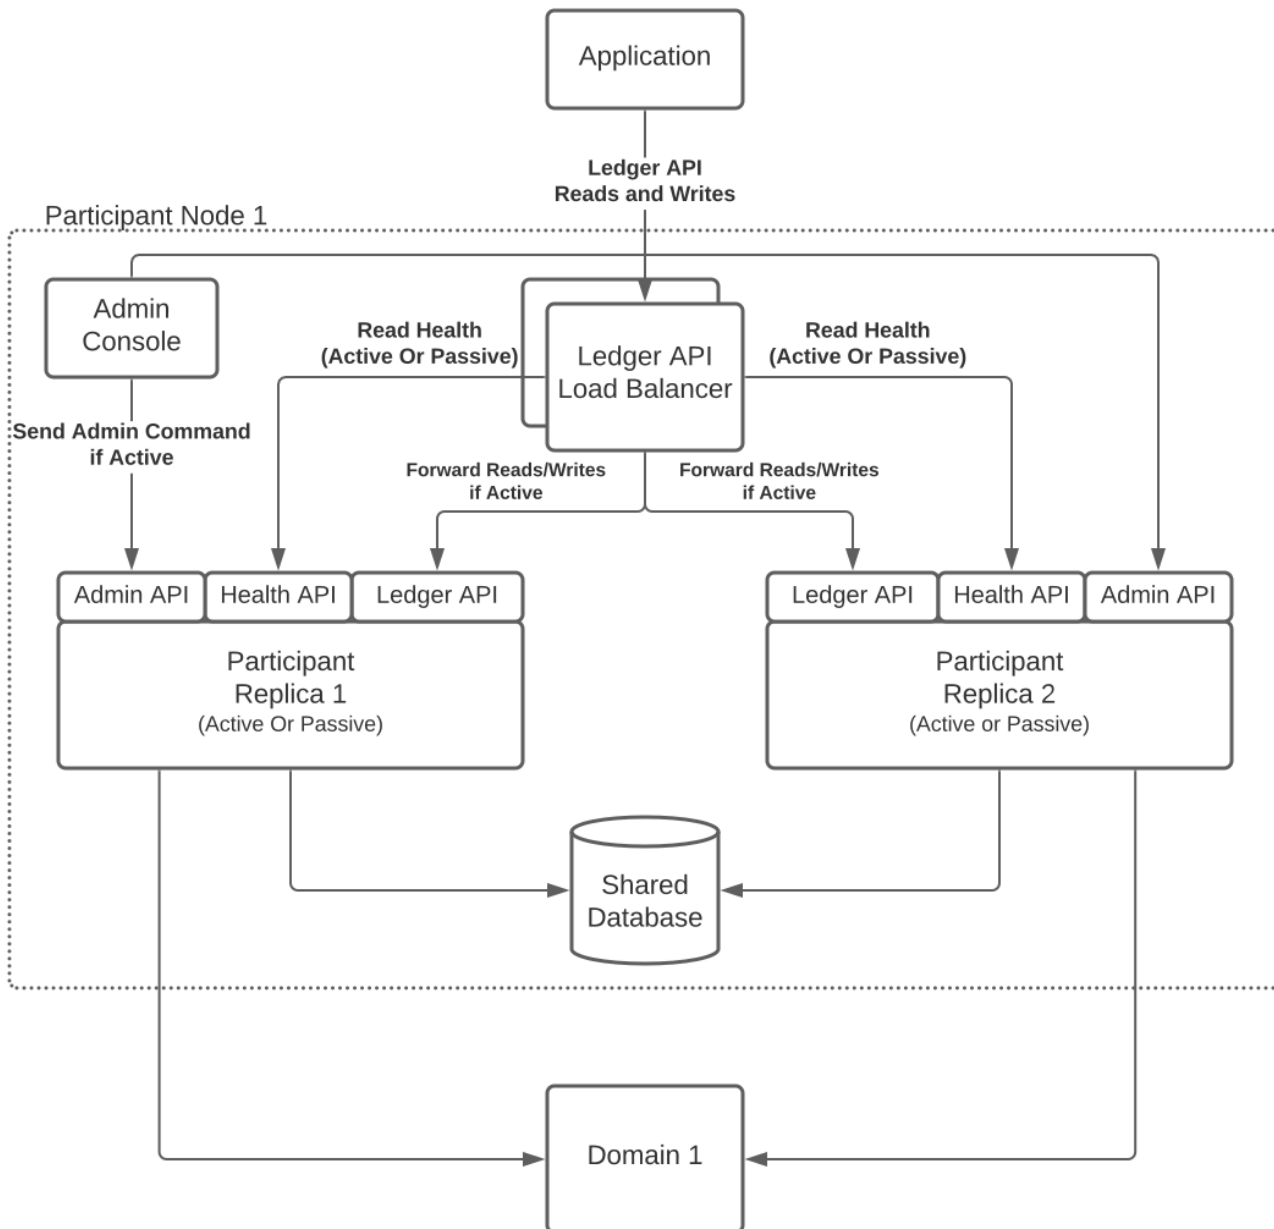 Application
Ledger API
Reads and Writes
Participant Node 1
Admin
Console
Read Health
(Active Or Passive)
Ledger API
Load Balancer
Read Health
(Active Or Passive)
Send Admin Command
if Active
Forward Reads/Writes
if Active
Forward Reads/Writes
if Active
Admin API
Health API
Ledger API
Ledger API
Health API
Admin API
Participant
Replica 1
(Active Or Passive)
Participant
Replica 2
(Active or Passive)
Shared
Database
Domain 1